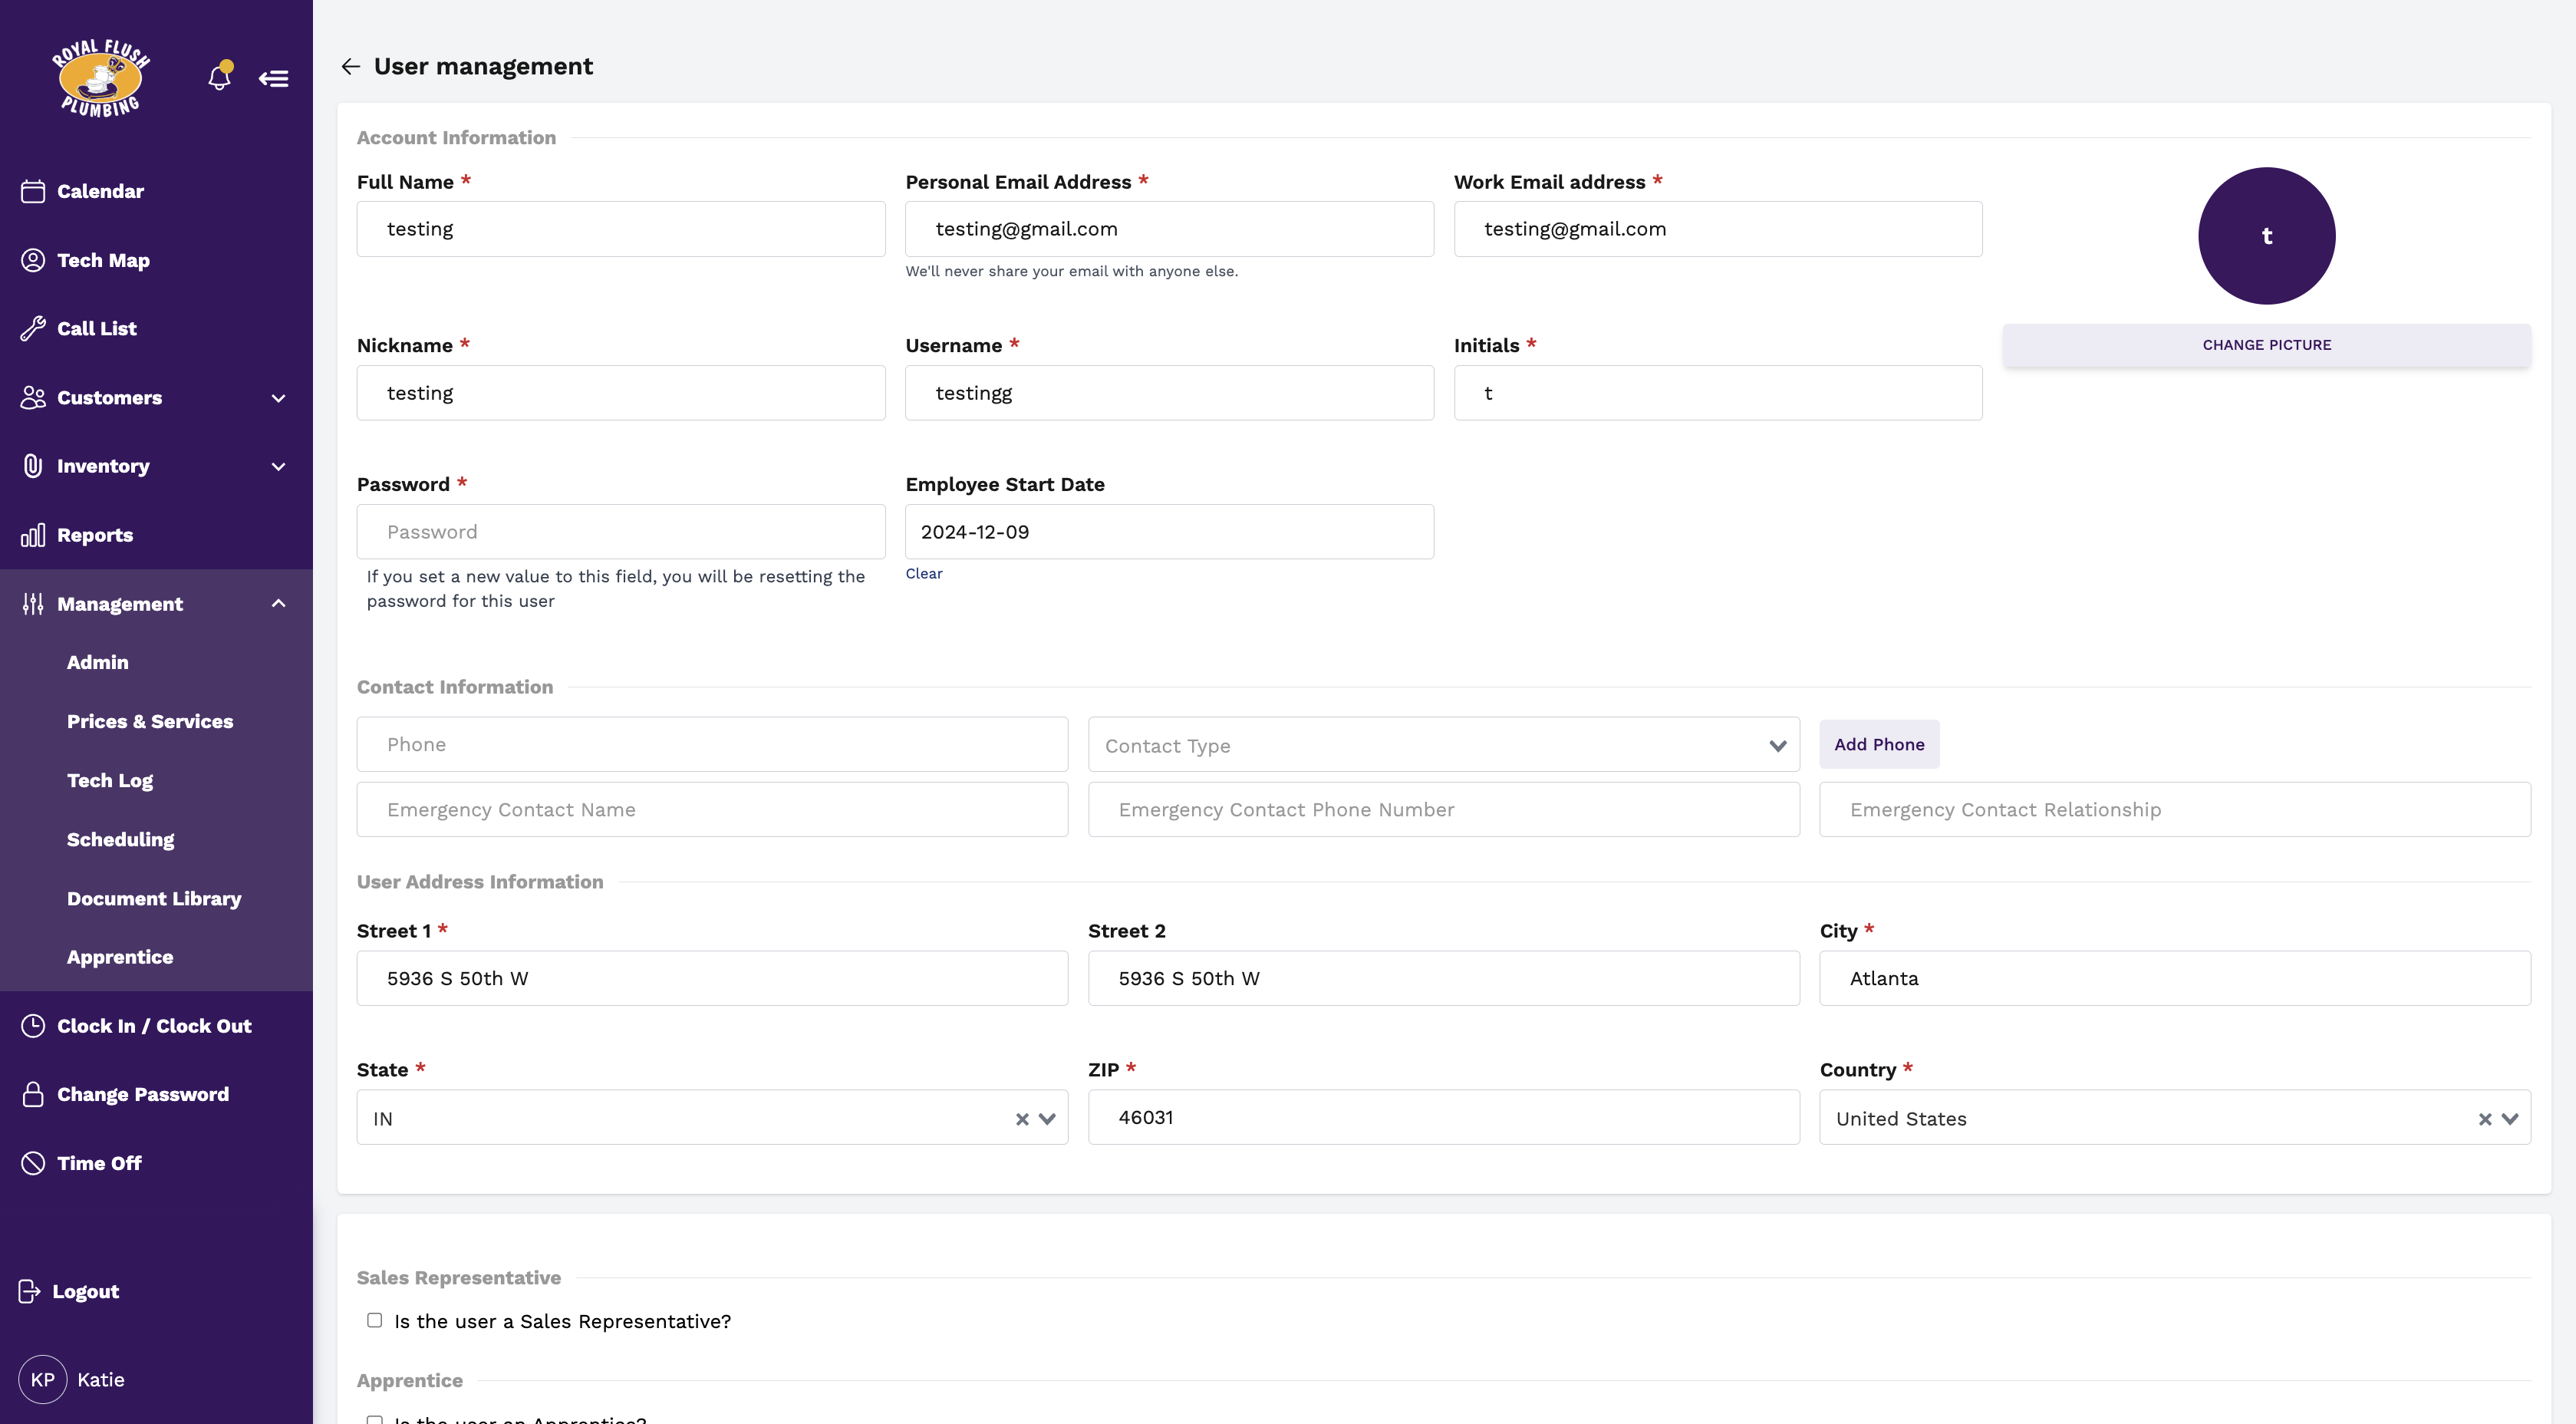 ROYAL FLUSH
PLUMBING
Calendar
Tech Map
Call List
Customers
Inventory
Reports
Management
Admin
Prices & Services
Tech Log
Scheduling
Document Library
Apprentice
Clock In / Clock Out
Change Password
Time Off
Logout
KP Katie
User management
Account Information
Full Name * Personal Email Address * Work Email address *
testing testing@gmail.com testing@gmail.com
We'll never share your email with anyone else.
t
CHANGE PICTURE
Nickname * Username * Initials *
testing testingg t
Password * Employee Start Date
Password 2024-12-09
If you set a new value to this field, you will be resetting the
password for this user
Clear
Contact Information
Phone Contact Type Add Phone
Emergency Contact Name Emergency Contact Phone Number Emergency Contact Relationship
User Address Information
Street 1 * Street 2 City *
5936 S 50th W 5936 S 50th W Atlanta
State * ZIP * Country *
IN 46031 United States
Sales Representative
Is the user a Sales Representative?
Apprentice
Is the user an Apprentice?